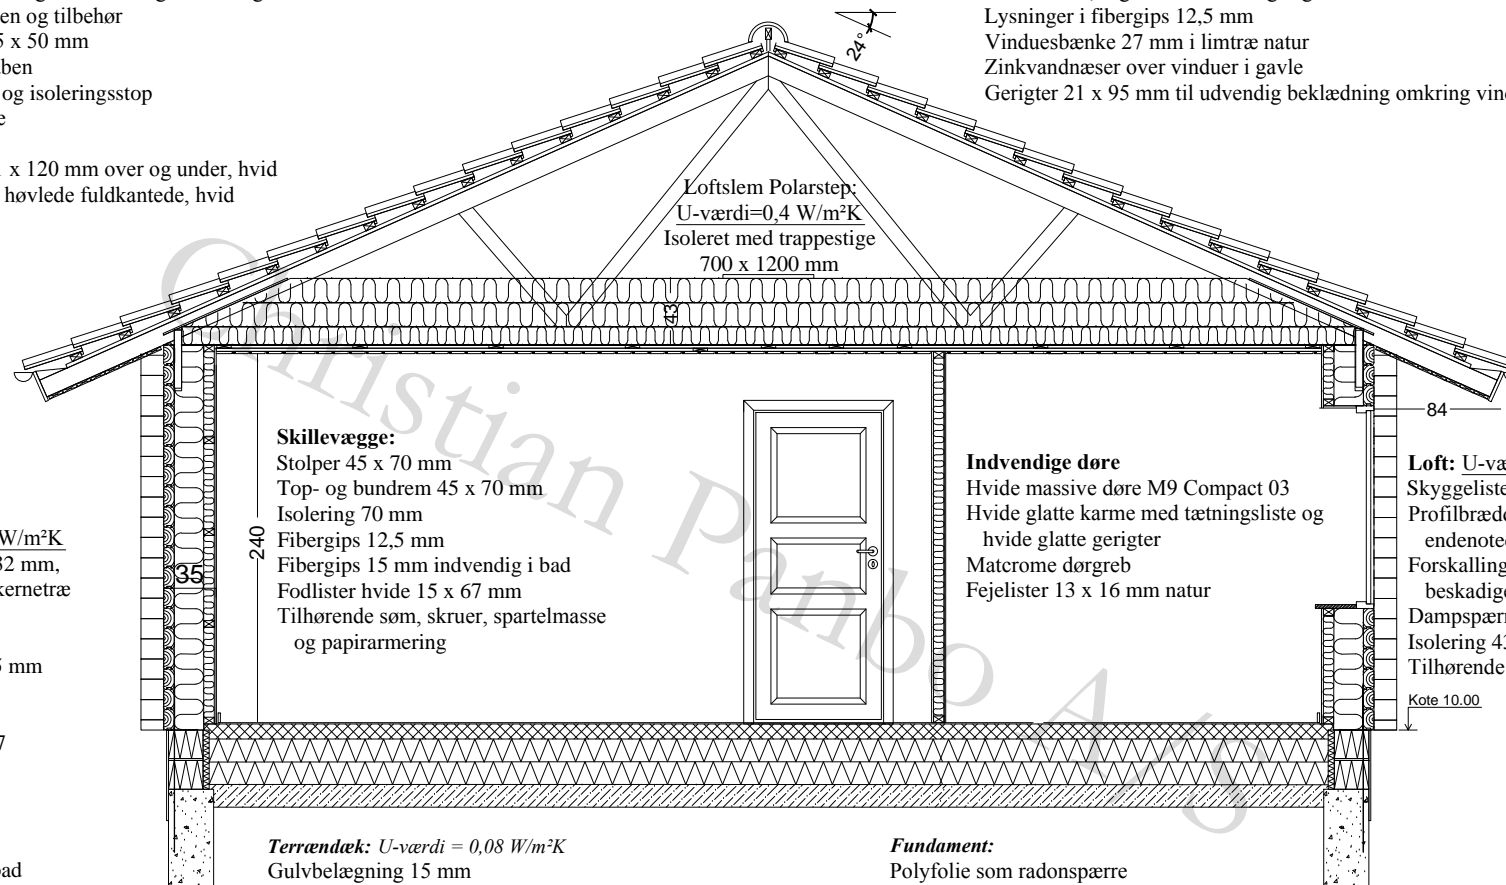 en og tilbehør
5 x 50 mm
og isoleringsstop
x 120 mm over og under, hvid
høvlede fuldkantede, hvid
24°
Lysninger i fibergips 12,5 mm
Vinduesbænke 27 mm i limtræ natur
Zinkvandnæser over vinduer i gavle
Gerigter 21 x 95 mm til udvendig beklædning omkring
Loftslem Polarstep:
U-værdi=0,4 W/m²K
Isoleret med trappestige
700 x 1200 mm
43
Christian Panbo A/S
Skillevægge:
Stolper 45 x 70 mm
Top- og bundrem 45 x 70 mm
Isolering 70 mm
Fibergips 12,5 mm
Fibergips 15 mm indvendig i bad
Fodlister hvide 15 x 67 mm
Tilhørende søm, skruer, spartelmasse
og papirarmering
240
35
W/m²K
32 mm,
kernetræ
mm
7
Indvendige døre
Hvide massive døre M9 Compact 03
Hvide glatte karme med tætningsliste og
hvide glatte gerigter
Matcrome dørgreb
Fejelister 13 x 16 mm natur
84
Loft: U-væ
Skyggeliste
Profilbræd
endenote
Forskalling
beskadige
Dampspær
Isolering 43
Tilhørende
Kote 10.00
Terrændæk: U-værdi = 0,08 W/m²K
Gulvbelægning 15 mm
Fundament:
Polyfolie som radonspærre